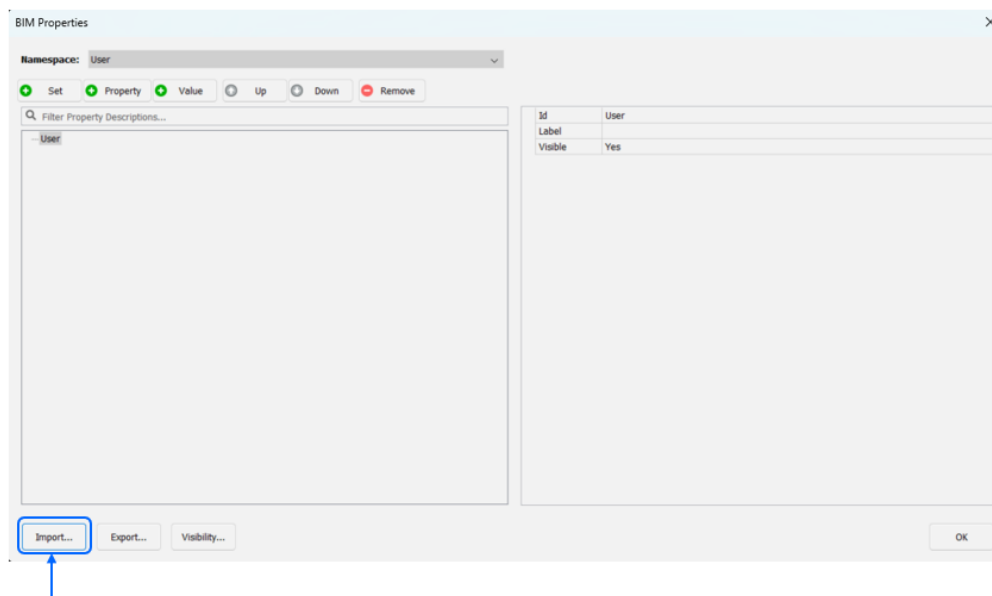 BIM Properties
Namespace: User
Set Property Value Up Down Remove
Filter Property Descriptions...
User
Id User
Label
Visible Yes
Import... Export... Visibility... OK